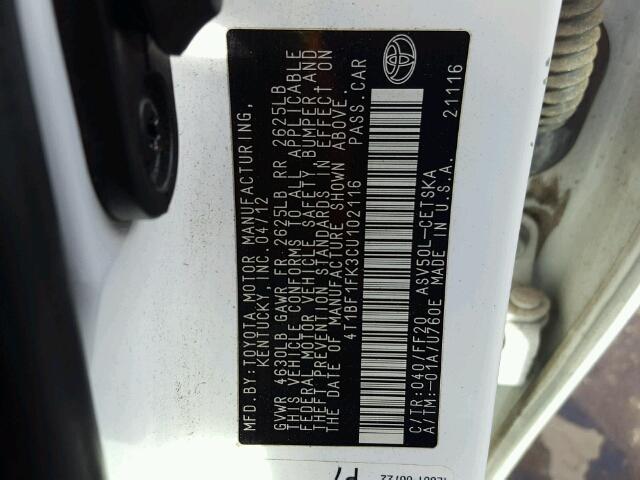 MFD.BY:TOYOTA MOTOR MANUFACTURING,
KENTUCKY, INC. 04/12
GVWR 4630LB GAWR FR 2625LB RR 2625LB
THIS VEHICLE CONFORMS TO ALL APPLICABLE
FEDERAL MOTOR VEHICLE SAFETY, BUMPER, AND
THEFT PREVENTION STANDARDS IN EFFECT ON
THE DATE OF MANUFACTURE SHOWN ABOVE.
4T1BF1FK3CU102116 PASS.CAR
C/TR:040/FF20 ASV50L-CETSKA
A/TM:-01A/U760E MADE IN U.S.A.
21116